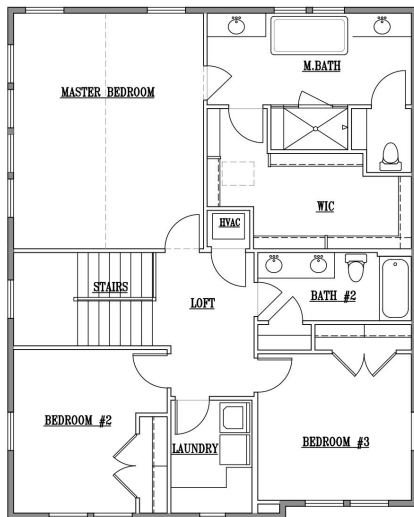 M.BATH
MASTER BEDROOM
WIC
HVAC
STAIRS
BATH #2
LOFT
BEDROOM #2
LAUNDRY
BEDROOM #3